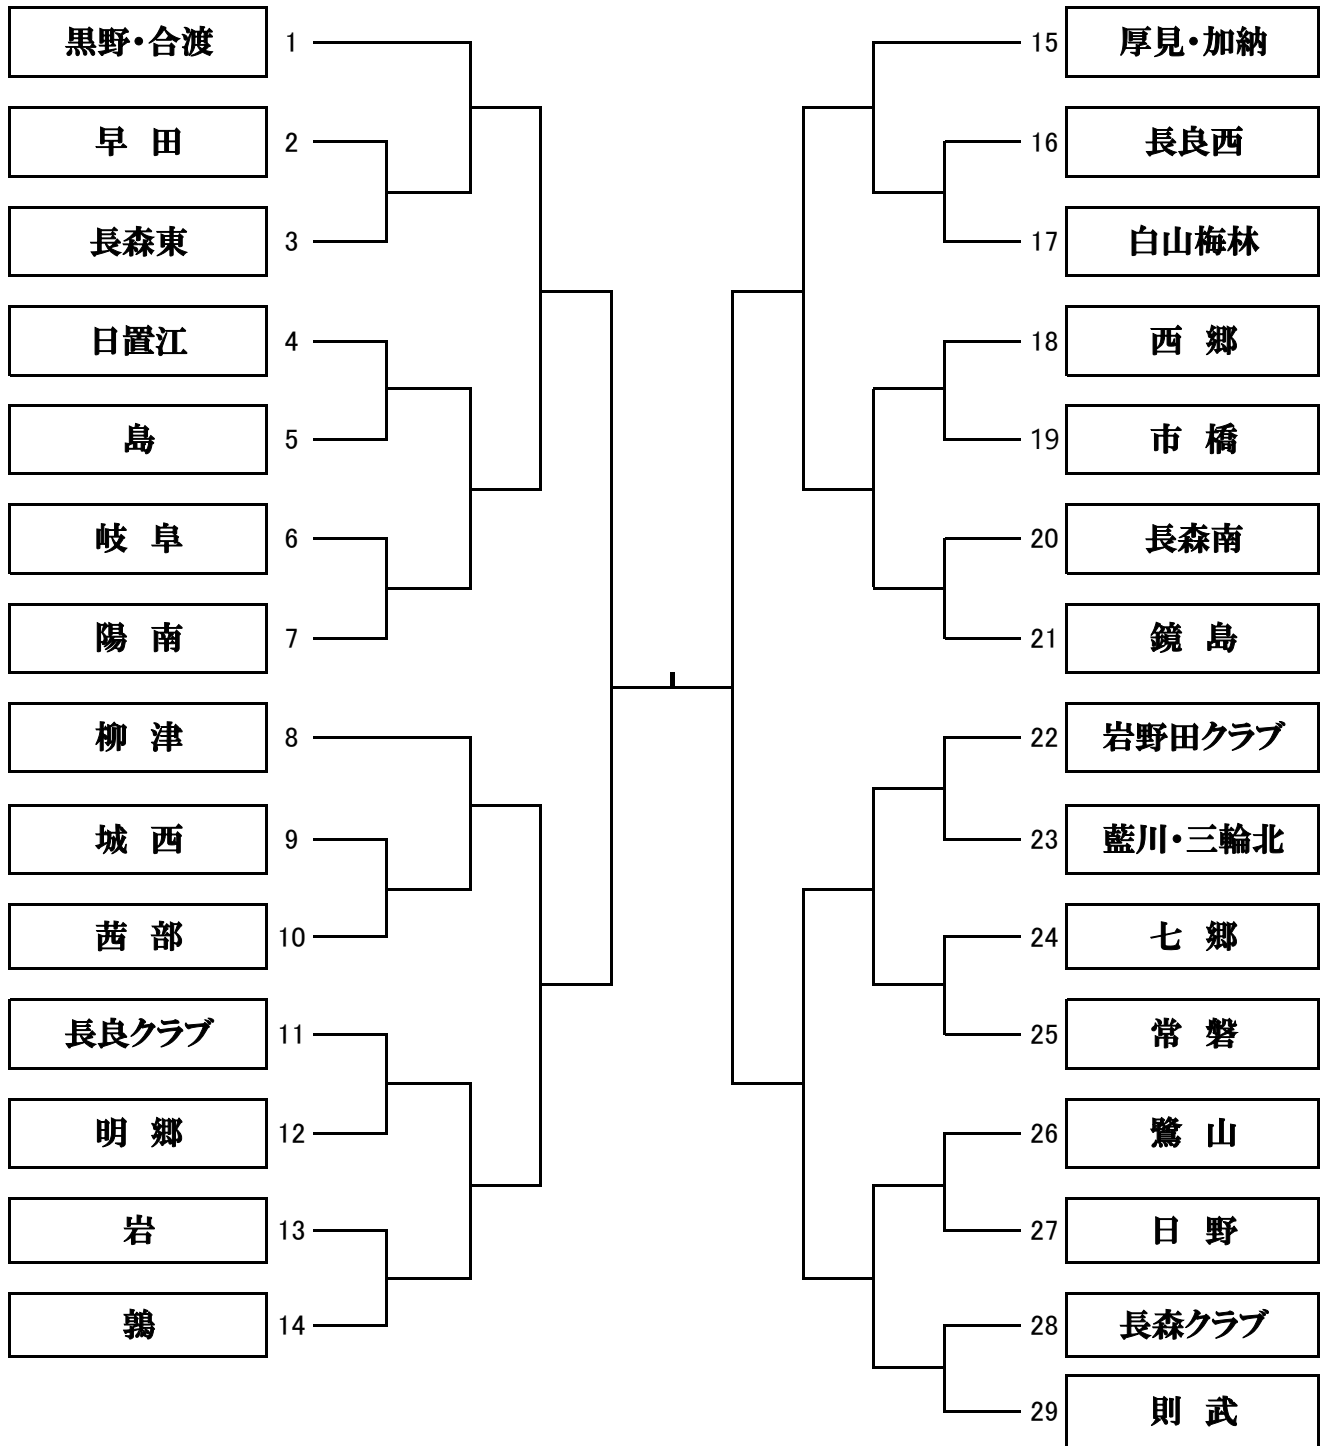 黒野・合渡 1
早 田 2
長森東 3
日置江 4
島 5
岐 阜 6
陽 南 7
柳 津 8
城 西 9
茜 部 10
長良クラブ 11
明 郷 12
岩 13
鶉 14
15 厚見・加納
16 長良西
17 白山梅林
18 西 郷
19 市 橋
20 長森南
21 鏡 島
22 岩野田クラブ
23 藍川・三輪北
24 七 郷
25 常 磐
26 鷺 山
27 日 野
28 長森クラブ
29 則 武